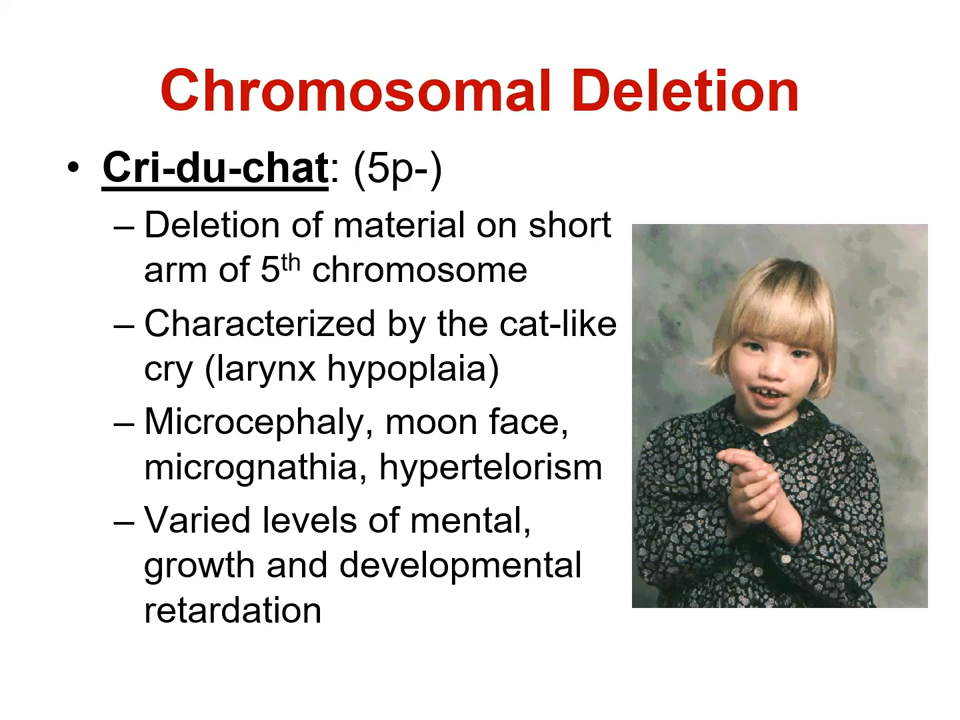 Chromosomal Deletion
• Cri-du-chat: (5p-)
– Deletion of material on short
arm of 5th chromosome
– Characterized by the cat-like
cry (larynx hypoplaia)
– Microcephaly, moon face,
micrognathia, hypertelorism
– Varied levels of mental,
growth and developmental
retardation